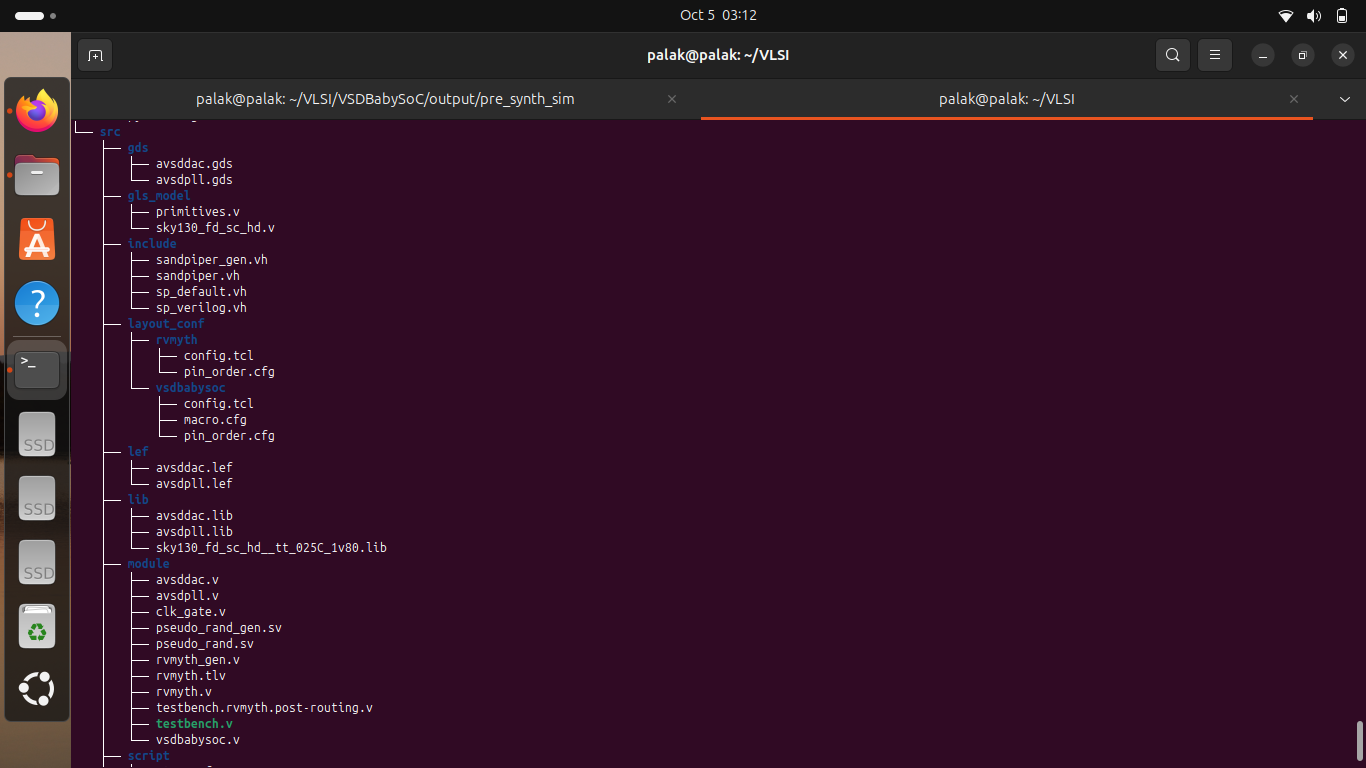 Oct 5 03:12
palak@palak: ~/VLSI
palak@palak: ~/VLSI/VSDBabySoC/output/pre_synth_sim
palak@palak: ~/VLSI
src
gds
avsddac.gds
avsdpll.gds
gls_model
primitives.v
sky130_fd_sc_hd.v
include
sandpiper_gen.vh
sandpiper.vh
sp_default.vh
sp_verilog.vh
layout_conf
rvmyth
config.tcl
pin_order.cfg
vsdbabysoc
config.tcl
macro.cfg
pin_order.cfg
lef
avsddac.lef
avsdpll.lef
lib
avsddac.lib
avsdpll.lib
sky130_fd_sc_hd__tt_025C_1v80.lib
module
avsddac.v
avsdpll.v
clk_gate.v
pseudo_rand_gen.sv
pseudo_rand.sv
rvmyth_gen.v
rvmyth.tlv
rvmyth.v
testbench.rvmyth.post-routing.v
testbench.v
vsdbabysoc.v
script
SSD
SSD
SSD